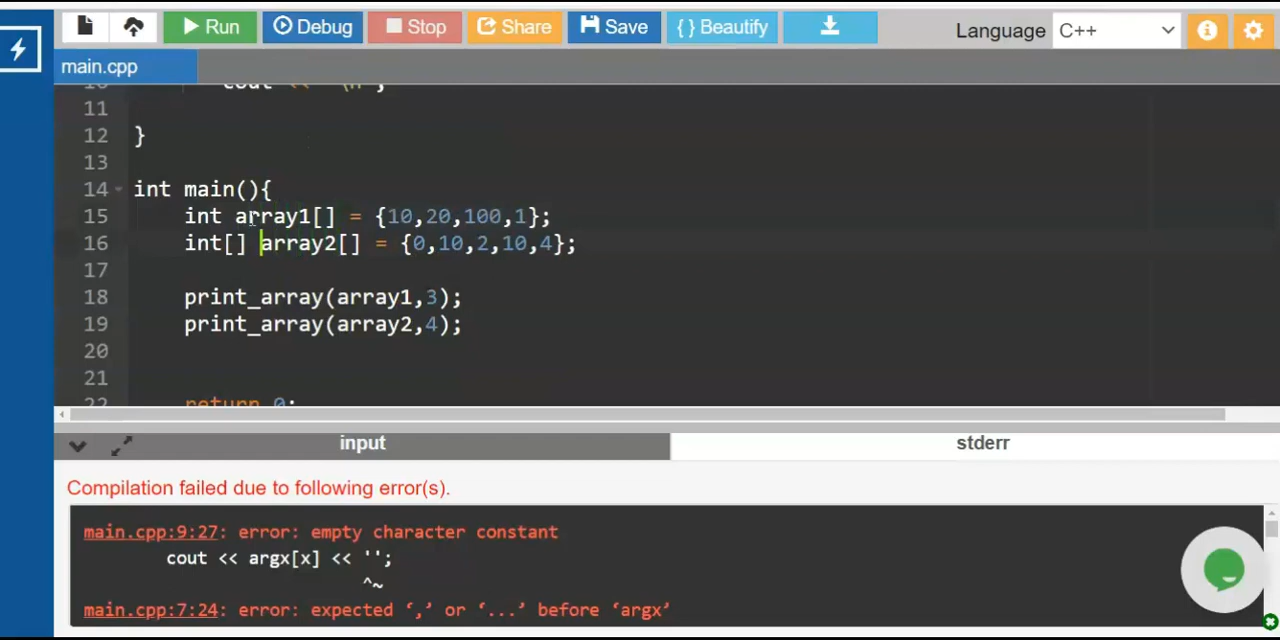 Run Debug Stop Share Save { } Beautify Language C++
main.cpp
11
12 }
13
14 int main(){
15 int array1[] = {10,20,100,1};
16 int[] array2[] = {0,10,2,10,4};
17
18 print_array(array1,3);
19 print_array(array2,4);
20
21
22 return 0;
input stderr
Compilation failed due to following error(s).
main.cpp:9:27: error: empty character constant
cout << argx[x] << '';
^~
main.cpp:7:24: error: expected ‘,’ or ‘...’ before ‘argx’